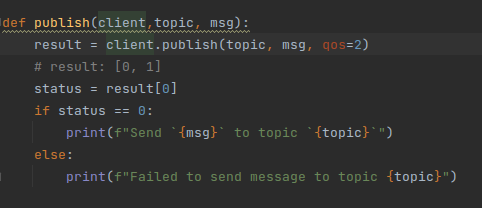 def publish(client,topic, msg):
    result = client.publish(topic, msg, qos=2)
    # result: [0, 1]
    status = result[0]
    if status == 0:
        print(f"Send `{msg}` to topic `{topic}`")
    else:
        print(f"Failed to send message to topic {topic}")